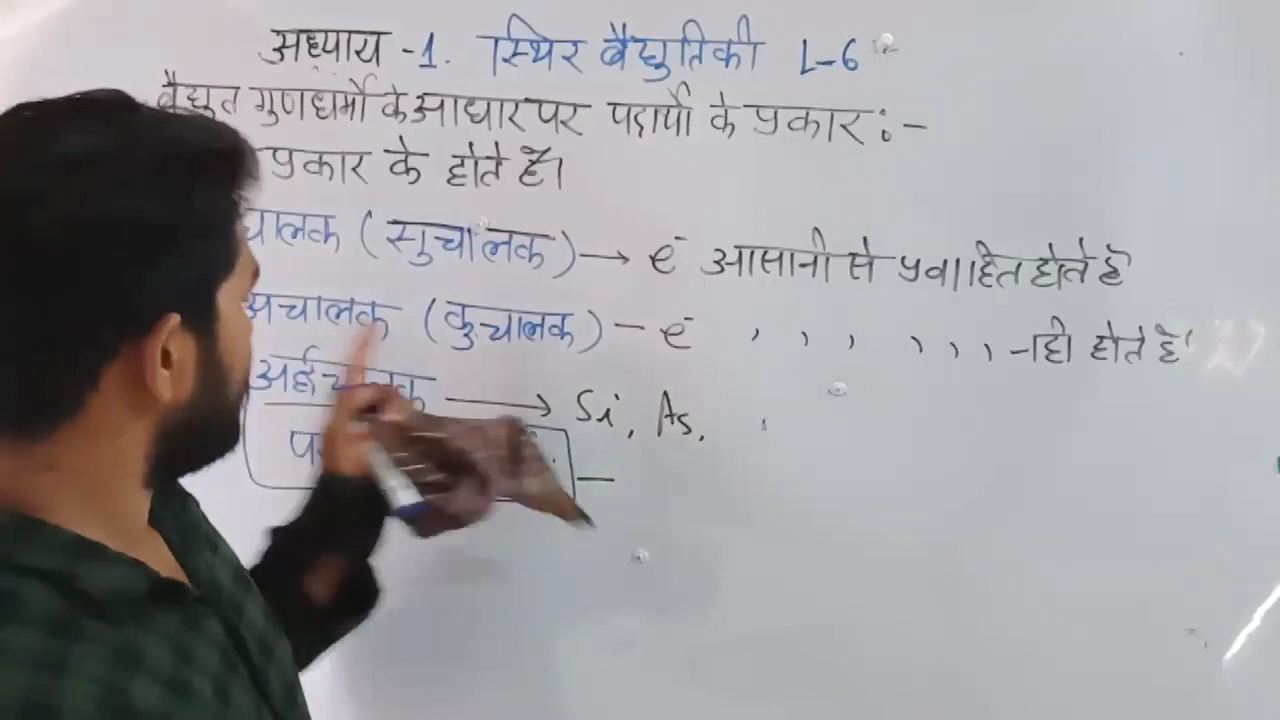 अध्याय -1. स्थिर वैद्युतिकी L-6
वैद्युत गुणधर्मो के आधार पर पदार्थो के प्रकार :-
प्रकार के होते हैं।
चालक (सुचालक) → e⁻ आसानी से प्रवाहित होते है
अचालक (कुचालक) - e⁻ , , , , , , नही होते है
अर्द्धचालक → Si, As,